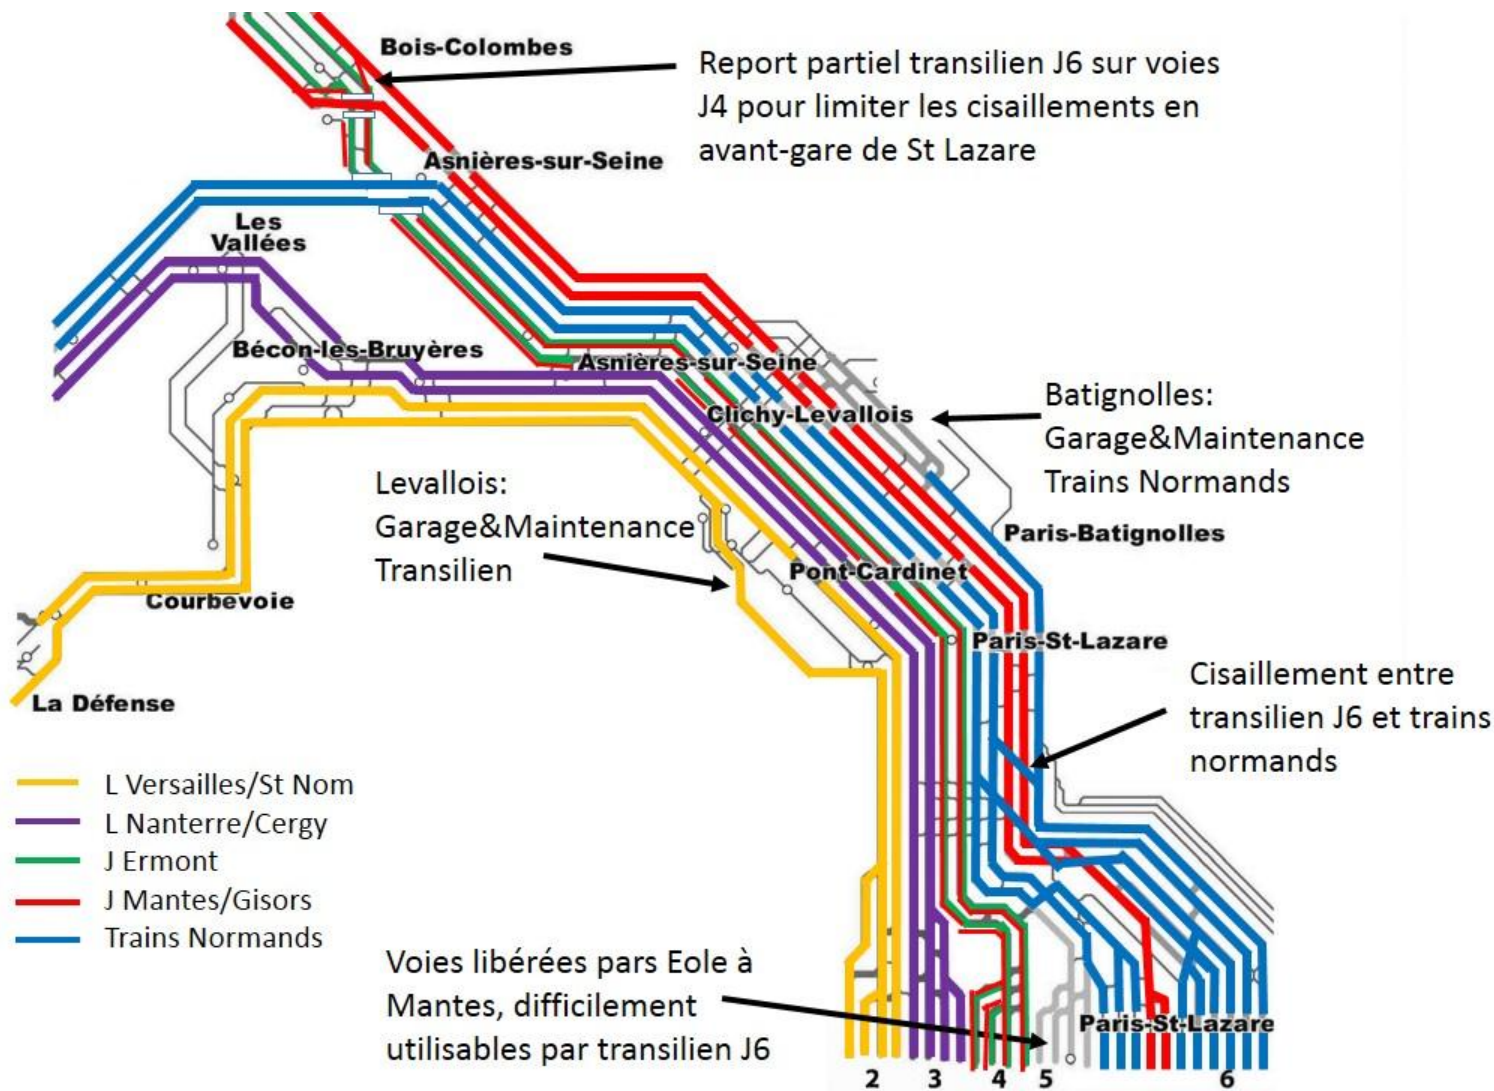 Bois-Colombes
Report partiel transilien J6 sur voies
J4 pour limiter les cisaillements en
avant-gare de St Lazare
Asnières-sur-Seine
Les
Vallées
Bécon-les-Bruyères
Asnières-sur-Seine
Clichy-Levallois
Batignolles:
Garage&Maintenance
Trains Normands
Levallois:
Garage&Maintenance
Transilien
Paris-Batignolles
Pont-Cardinet
Courbevoie
Paris-St-Lazare
La Défense
Cisaillement entre
transilien J6 et trains
normands
L Versailles/St Nom
L Nanterre/Cergy
J Ermont
J Mantes/Gisors
Trains Normands
Voies libérées pars Eole à
Mantes, difficilement
utilisables par transilien J6
Paris-St-Lazare
2 3 4 5 6